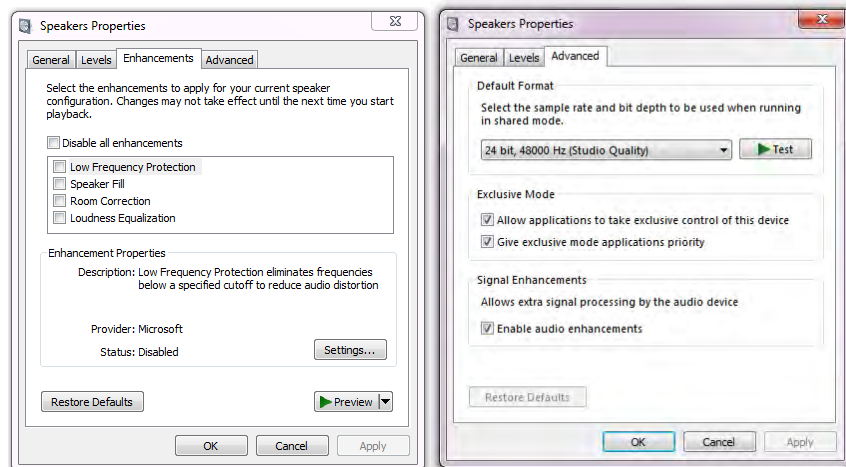 Speakers Properties
General
Levels
Enhancements
Advanced
Select the enhancements to apply for your current speaker
configuration. Changes may not take effect until the next time you start
playback.
Disable all enhancements
Low Frequency Protection
Speaker Fill
Room Correction
Loudness Equalization
Enhancement Properties
Description: Low Frequency Protection eliminates frequencies
below a specified cutoff to reduce audio distortion
Provider: Microsoft
Status: Disabled
Settings...
Restore Defaults
Preview
OK
Cancel
Apply
Speakers Properties
General
Levels
Advanced
Default Format
Select the sample rate and bit depth to be used when running
in shared mode.
24 bit, 48000 Hz (Studio Quality)
Test
Exclusive Mode
Allow applications to take exclusive control of this device
Give exclusive mode applications priority
Signal Enhancements
Allows extra signal processing by the audio device
Enable audio enhancements
Restore Defaults
OK
Cancel
Apply